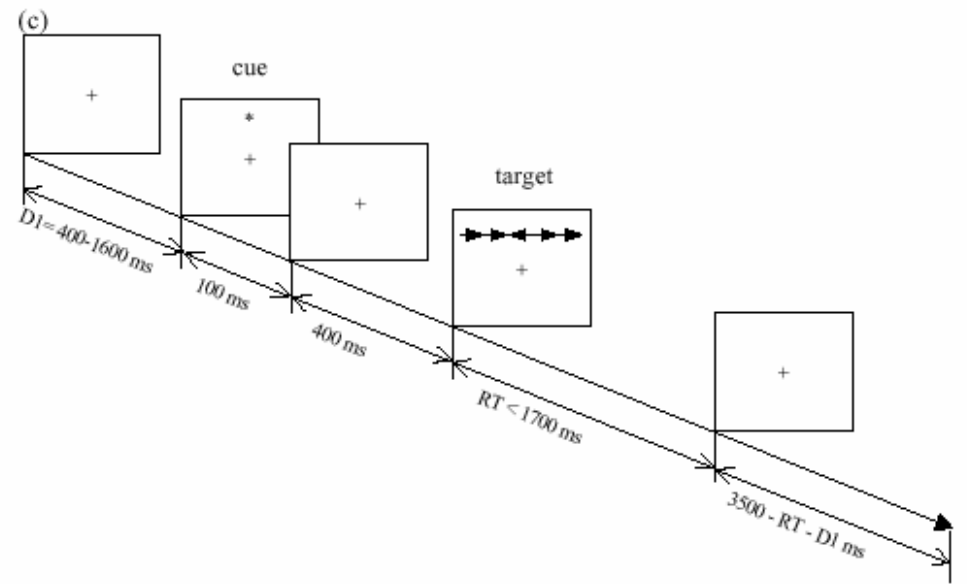 (c)
cue
*
target
D1= 400-1600 ms
100 ms
400 ms
RT < 1700 ms
3500 - RT - D1 ms